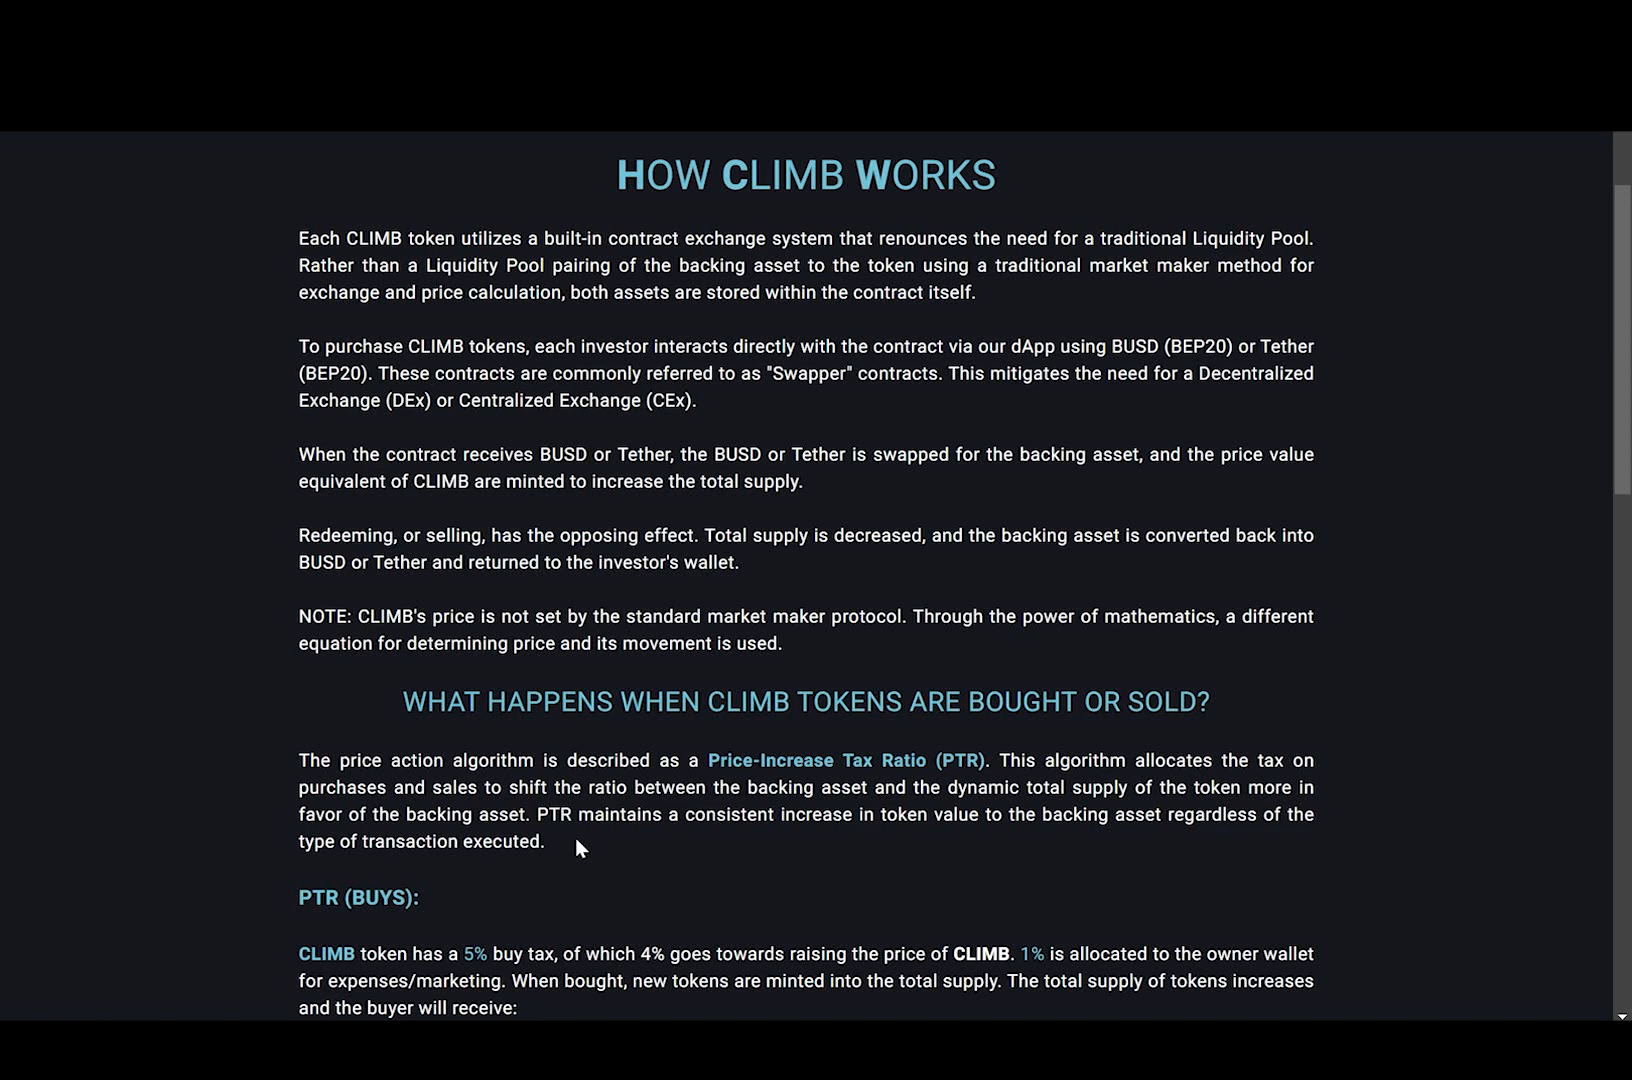 HOW CLIMB WORKS
Each CLIMB token utilizes a built-in contract exchange system that renounces the need for a traditional Liquidity Pool.
Rather than a Liquidity Pool pairing of the backing asset to the token using a traditional market maker method for
exchange and price calculation, both assets are stored within the contract itself.
To purchase CLIMB tokens, each investor interacts directly with the contract via our dApp using BUSD (BEP20) or Tether
(BEP20). These contracts are commonly referred to as "Swapper" contracts. This mitigates the need for a Decentralized
Exchange (DEx) or Centralized Exchange (CEx).
When the contract receives BUSD or Tether, the BUSD or Tether is swapped for the backing asset, and the price value
equivalent of CLIMB are minted to increase the total supply.
Redeeming, or selling, has the opposing effect. Total supply is decreased, and the backing asset is converted back into
BUSD or Tether and returned to the investor's wallet.
NOTE: CLIMB's price is not set by the standard market maker protocol. Through the power of mathematics, a different
equation for determining price and its movement is used.
WHAT HAPPENS WHEN CLIMB TOKENS ARE BOUGHT OR SOLD?
The price action algorithm is described as a Price-Increase Tax Ratio (PTR). This algorithm allocates the tax on
purchases and sales to shift the ratio between the backing asset and the dynamic total supply of the token more in
favor of the backing asset. PTR maintains a consistent increase in token value to the backing asset regardless of the
type of transaction executed.
PTR (BUYS):
CLIMB token has a 5% buy tax, of which 4% goes towards raising the price of CLIMB. 1% is allocated to the owner wallet
for expenses/marketing. When bought, new tokens are minted into the total supply. The total supply of tokens increases
and the buyer will receive: